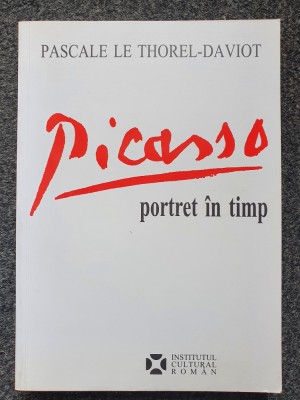 PASCALE LE THOREL-DAVIOT
Picasso
portret în timp
INSTITUTUL
CULTURAL
ROMÂN